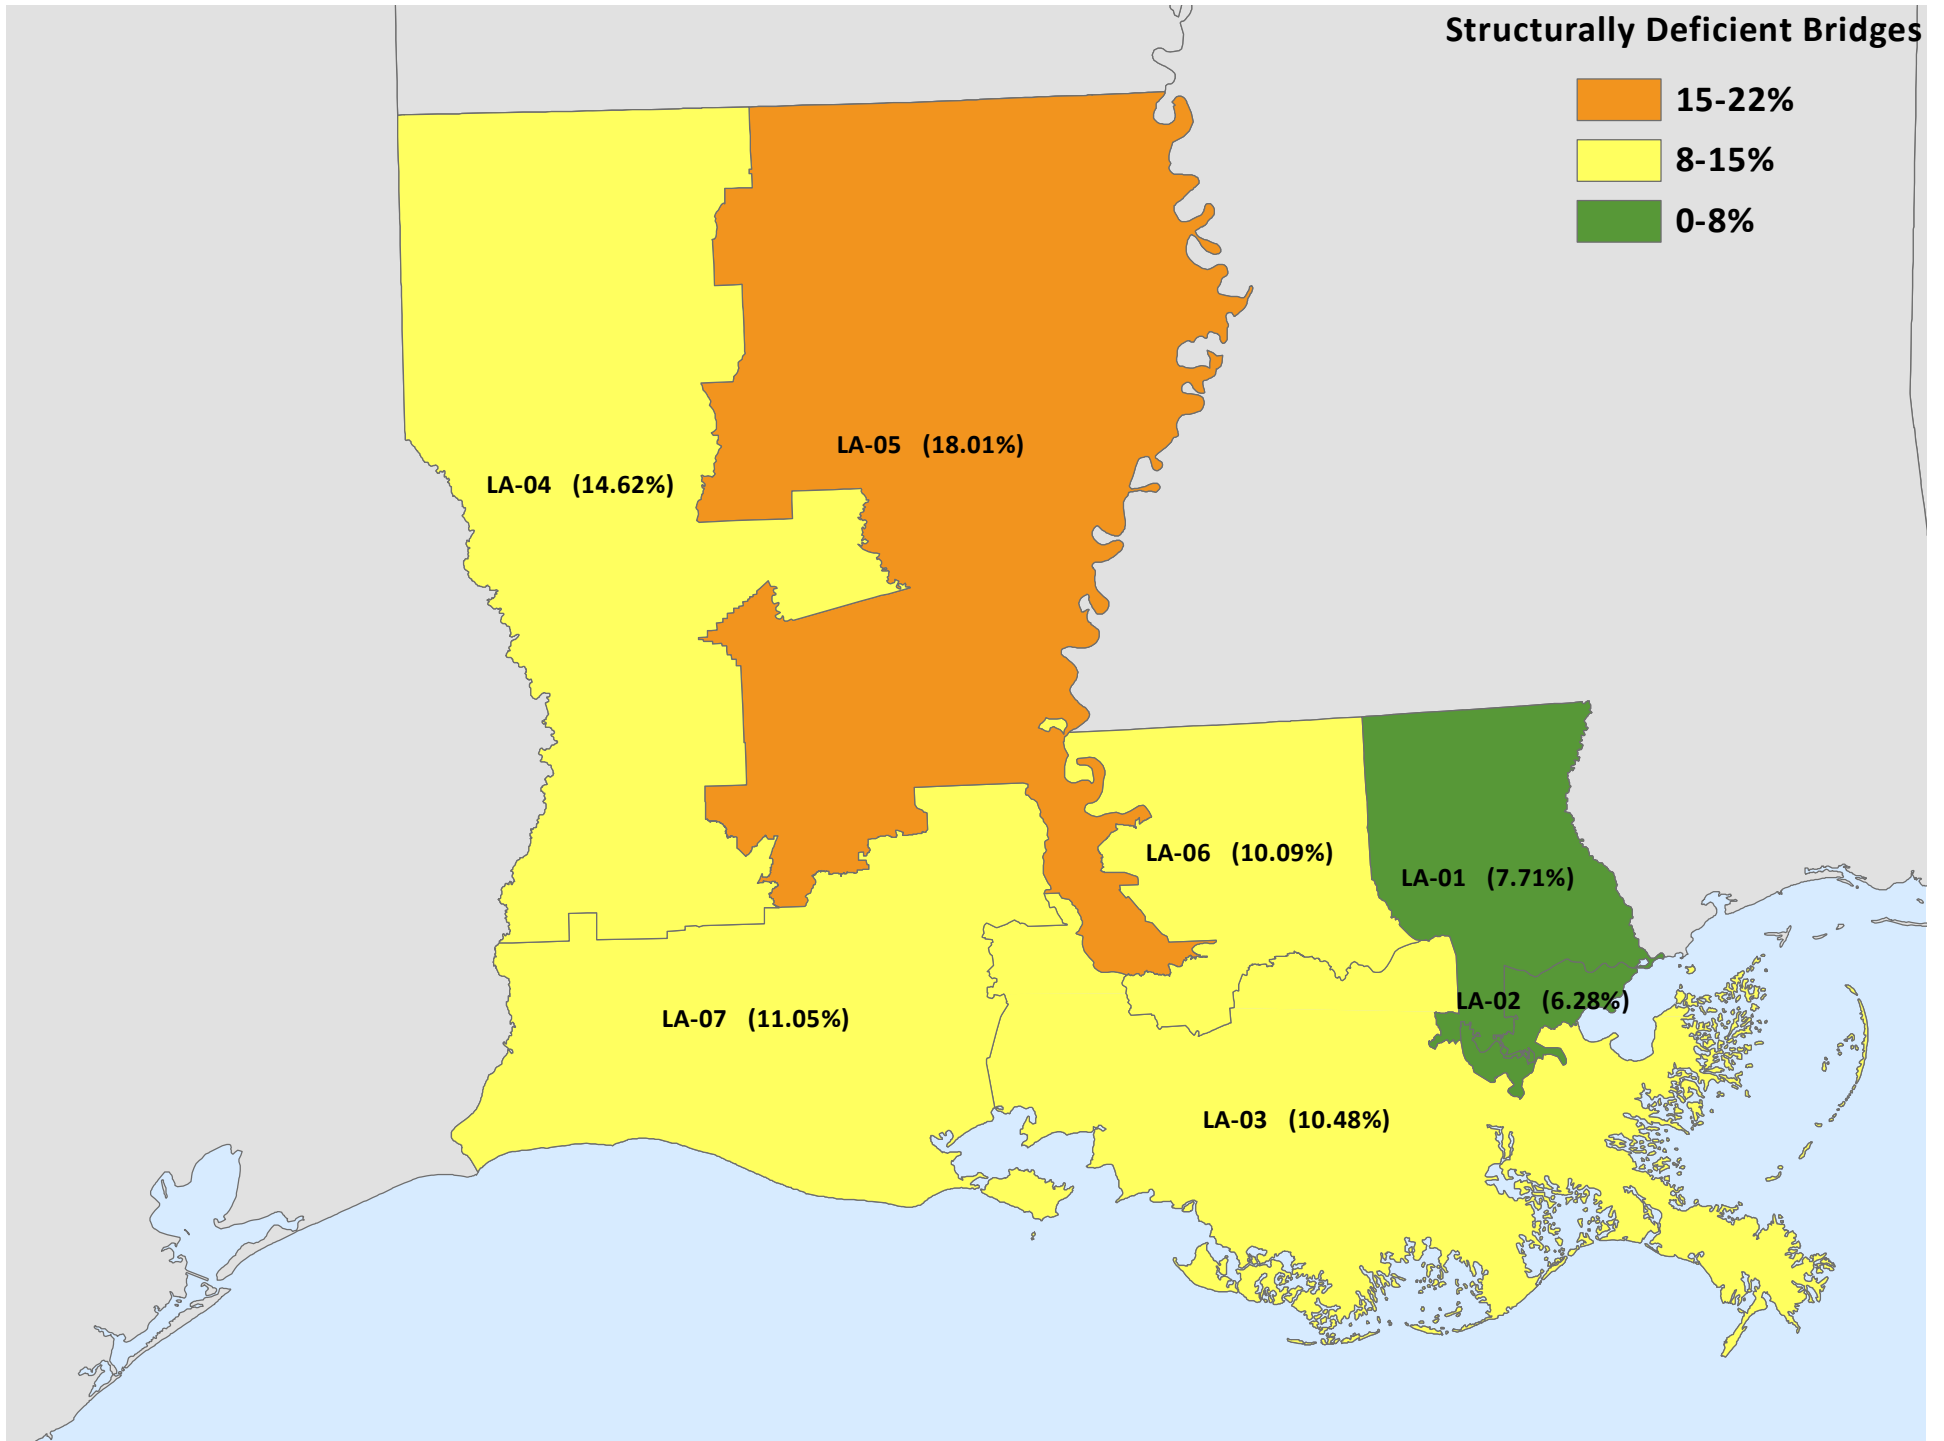 Structurally Deficient Bridges
15-22%
8-15%
0-8%
LA-05 (18.01%)
LA-04 (14.62%)
LA-06 (10.09%)
LA-01 (7.71%)
LA-02 (6.28%)
LA-07 (11.05%)
LA-03 (10.48%)